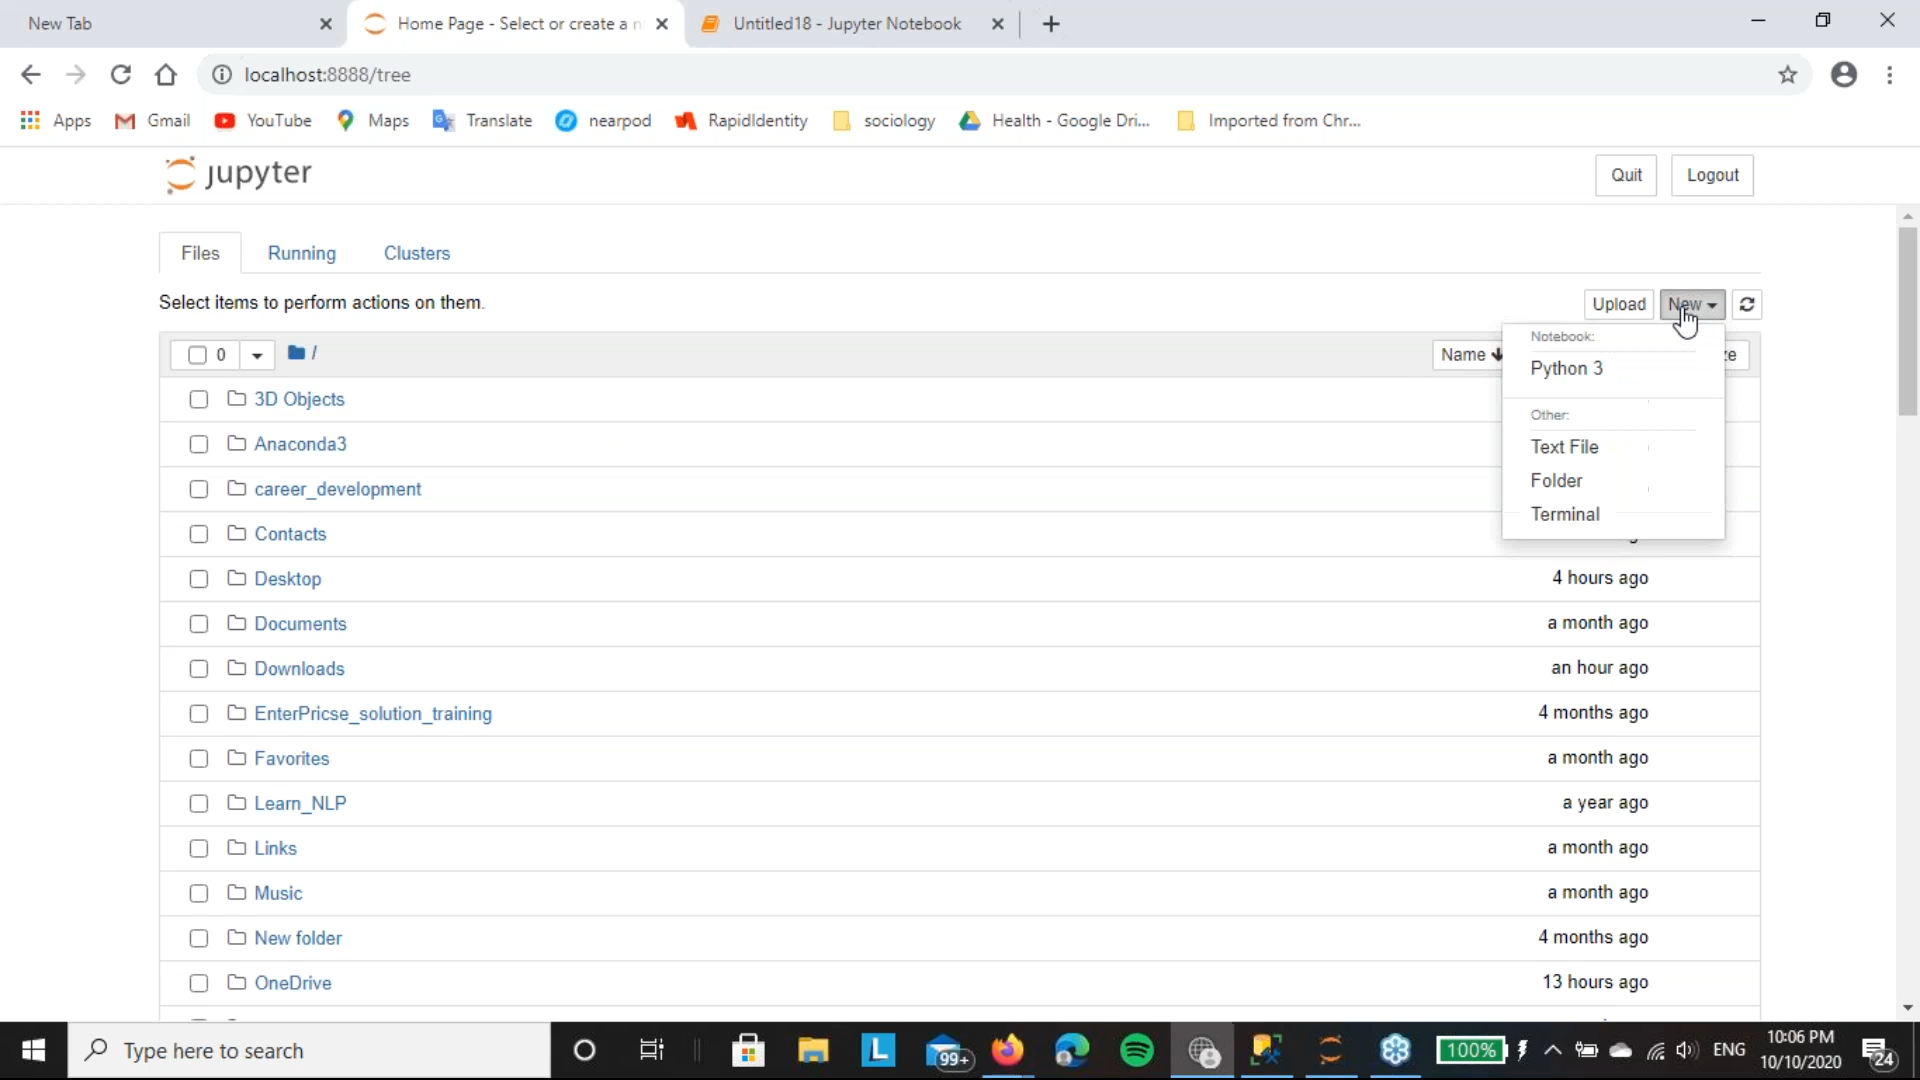 New Tab
Home Page - Select or create a n
Untitled18 - Jupyter Notebook
localhost:8888/tree
Apps
Gmail
YouTube
Maps
Translate
nearpod
RapidIdentity
sociology
Health - Google Dri...
Imported from Chr...
jupyter
Quit
Logout
Files
Running
Clusters
Select items to perform actions on them.
Upload
New
0
/
Name
ze
Notebook:
Python 3
Other:
Text File
Folder
Terminal
3D Objects
Anaconda3
career_development
Contacts
Desktop
4 hours ago
Documents
a month ago
Downloads
an hour ago
EnterPricse_solution_training
4 months ago
Favorites
a month ago
Learn_NLP
a year ago
Links
a month ago
Music
a month ago
New folder
4 months ago
OneDrive
13 hours ago
Type here to search
L
99+
100%
ENG
10:06 PM
10/10/2020
24